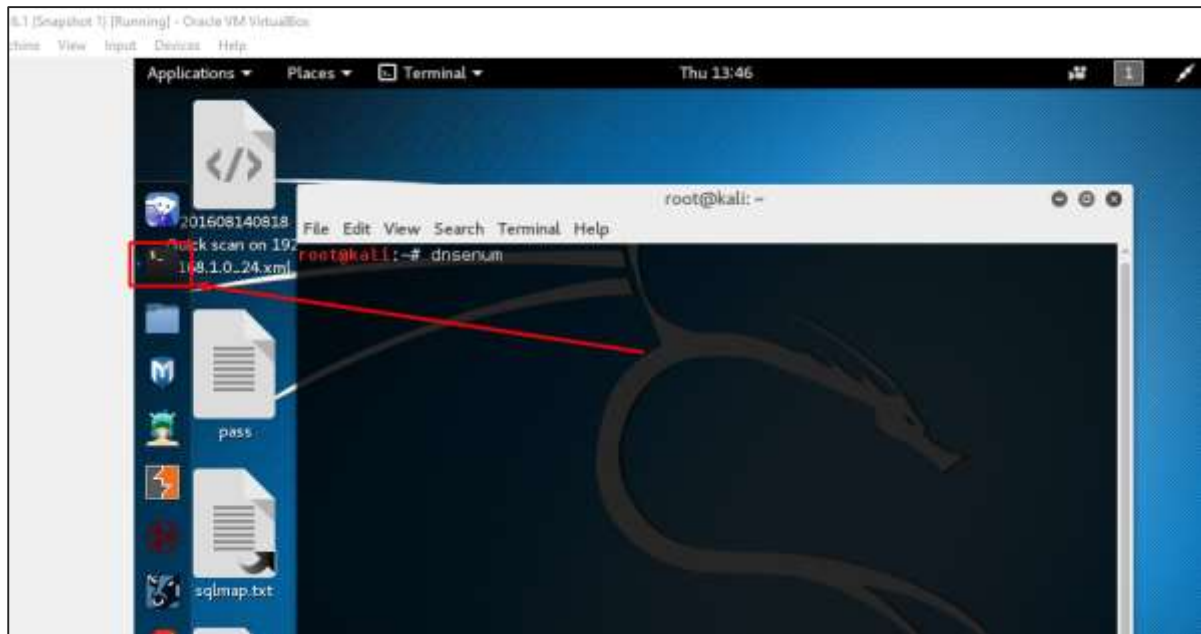 8.1 (Snapshot 1) [Running] - Oracle VM VirtualBox
View Input Devices Help
Applications Places Terminal Thu 13:46 1
root@kali: ~
File Edit View Search Terminal Help
root@kali:~# dnsenum
201608140818
Quick scan on 192
168.1.0_24.xml
pass
sqlmap.txt